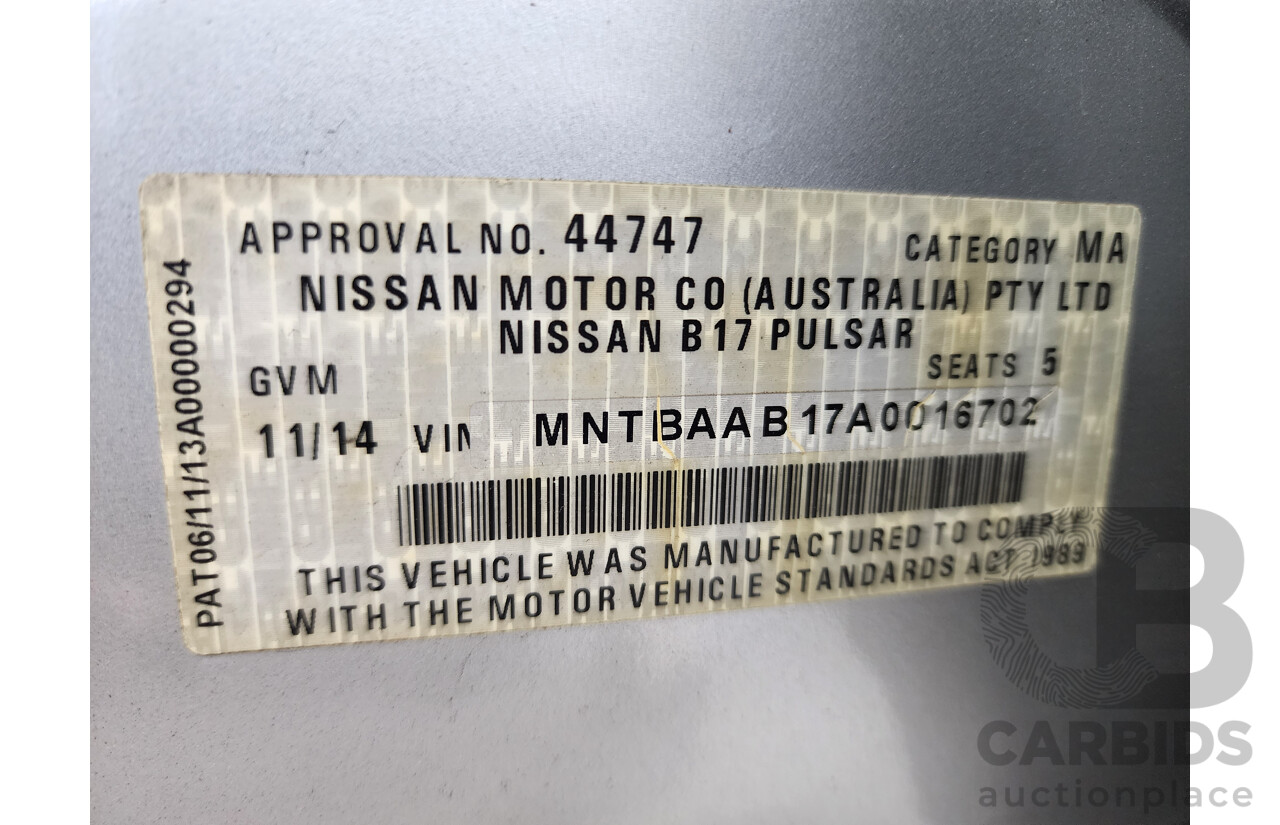 APPROVAL NO. 44747 CATEGORY MA
NISSAN MOTOR CO (AUSTRALIA) PTY LTD
NISSAN B17 PULSAR
GVM SEATS 5
11/14 VIN MNTBAAB17A0016702
THIS VEHICLE WAS MANUFACTURED TO COMPLY
WITH THE MOTOR VEHICLE STANDARDS ACT 1989
PAT06/11/13A00000294
CB
CARBIDS
auctionplace